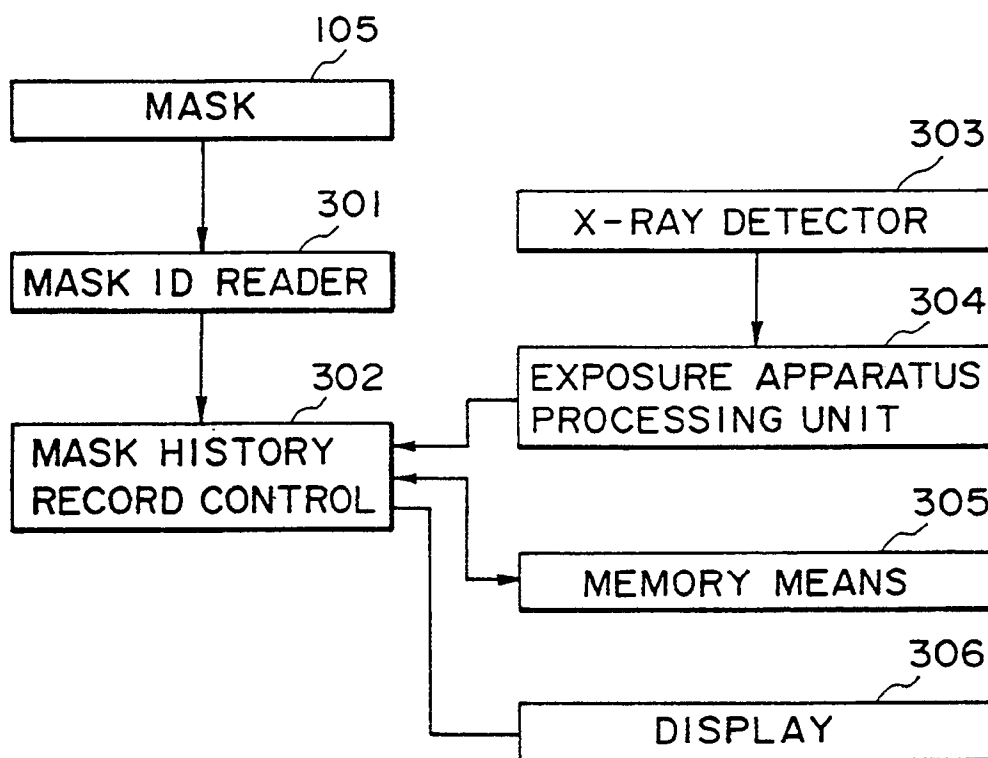 105
MASK
301
MASK ID READER
302
MASK HISTORY
RECORD CONTROL
303
X-RAY DETECTOR
304
EXPOSURE APPARATUS
PROCESSING UNIT
305
MEMORY MEANS
306
DISPLAY